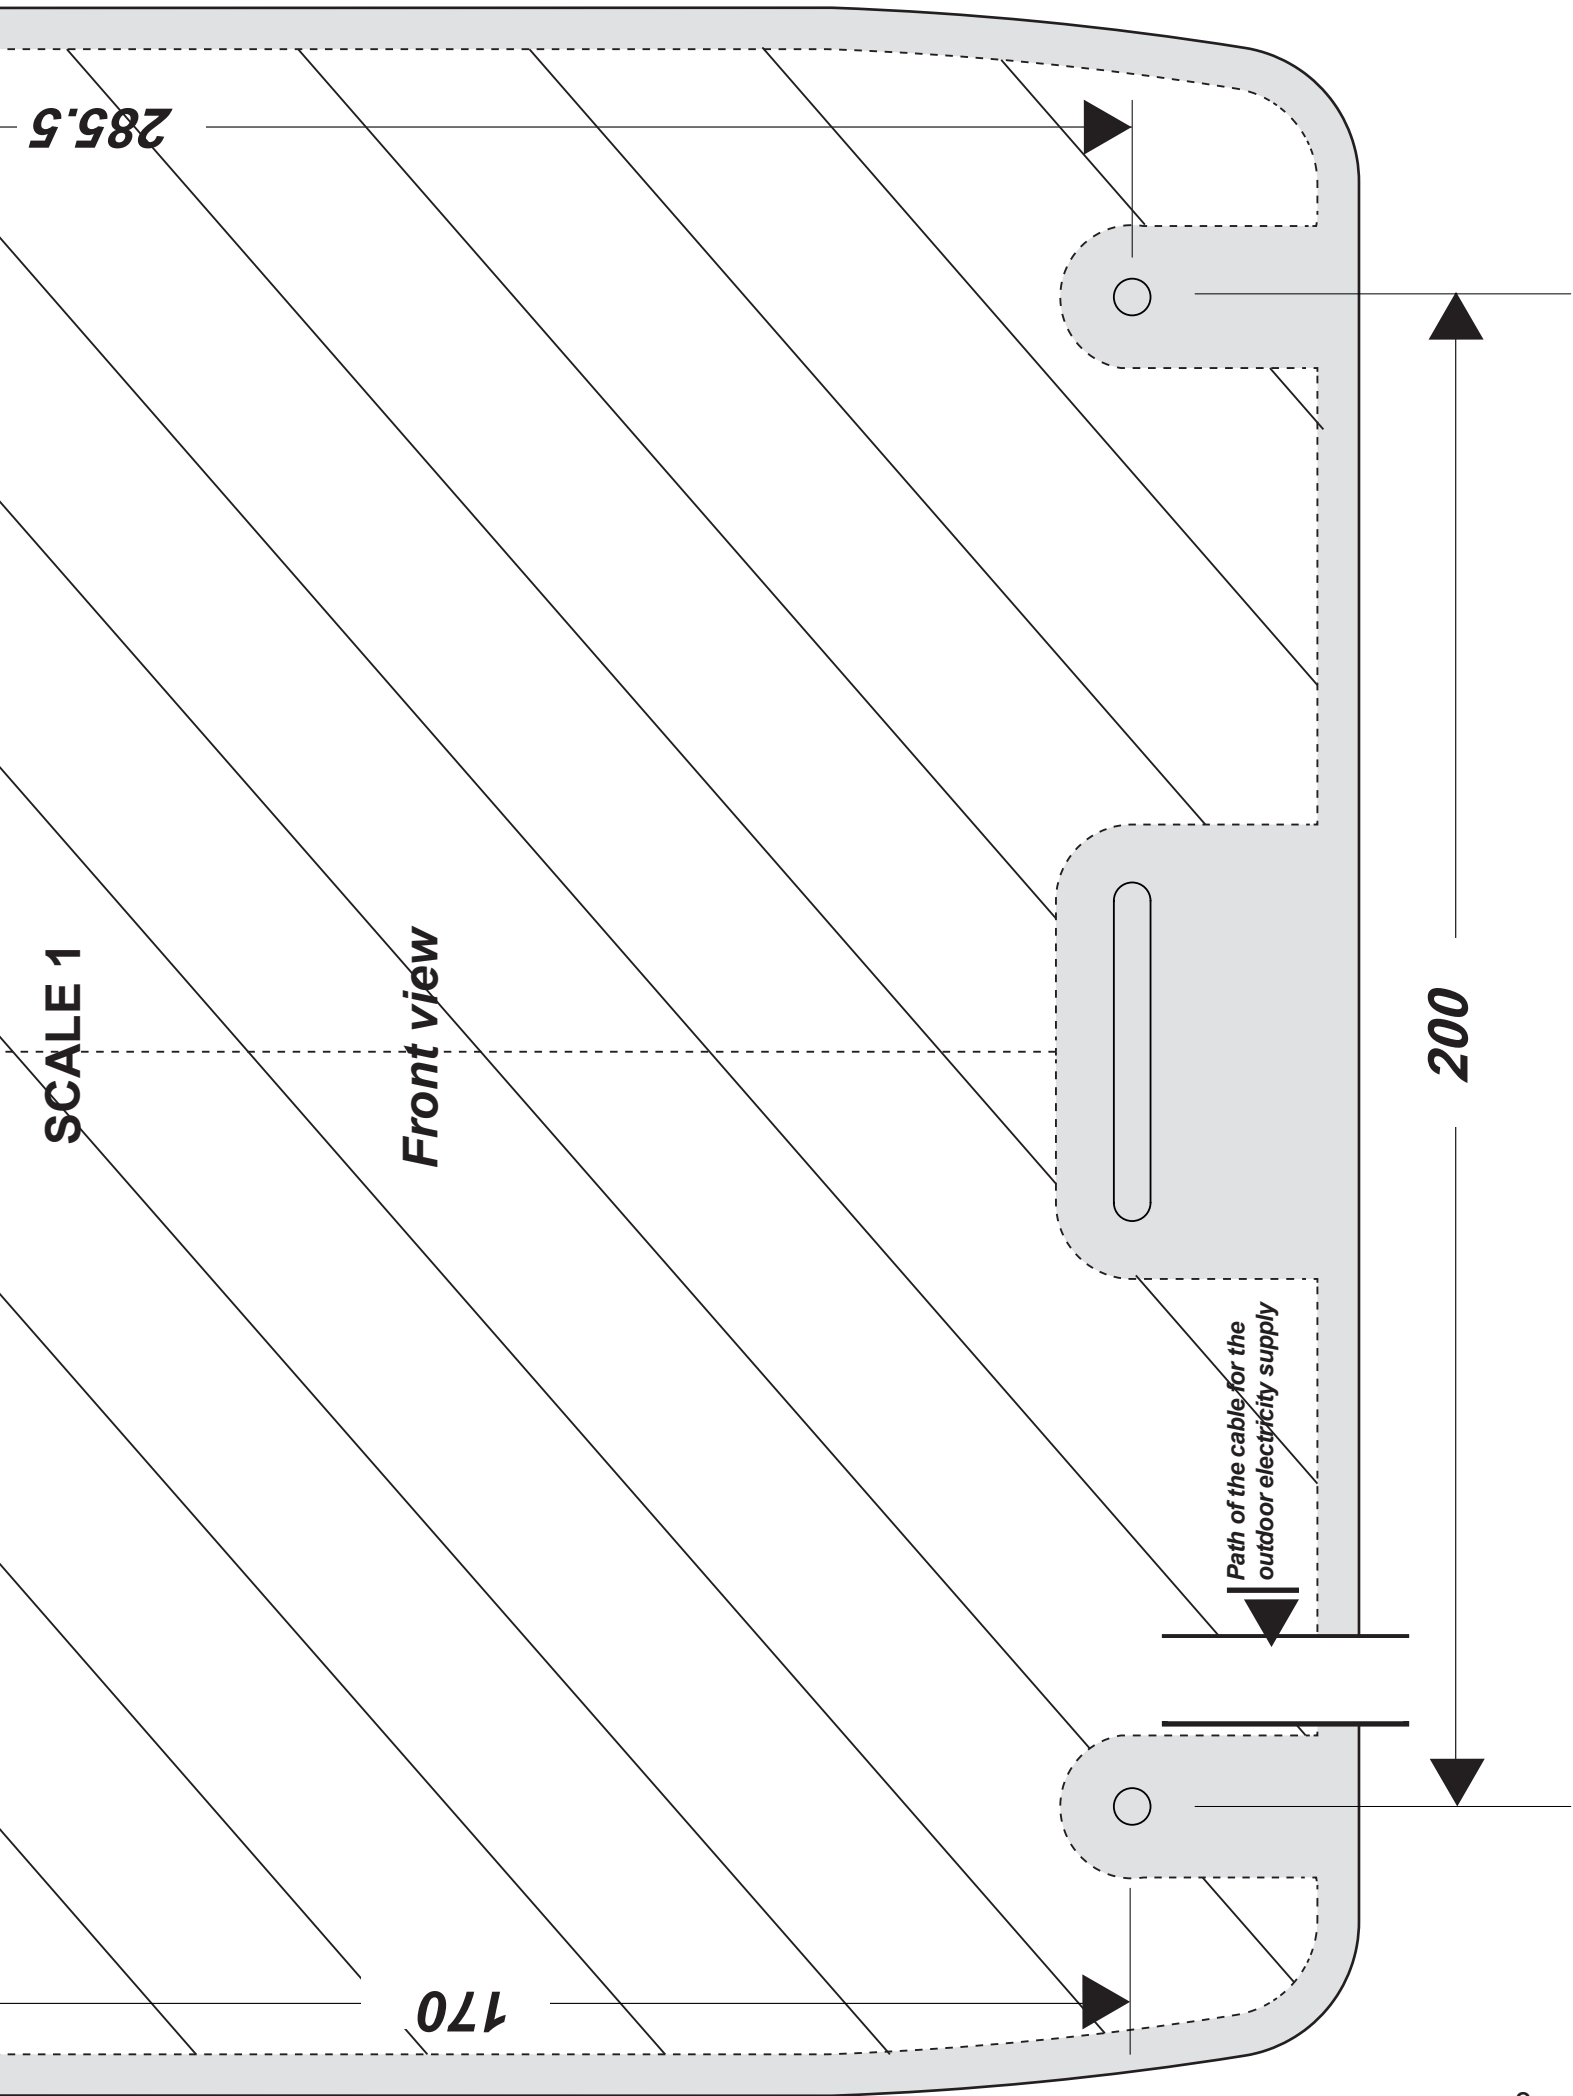 285.5
SCALE 1
Front view
200
Path of the cable for the
outdoor electricity supply
170